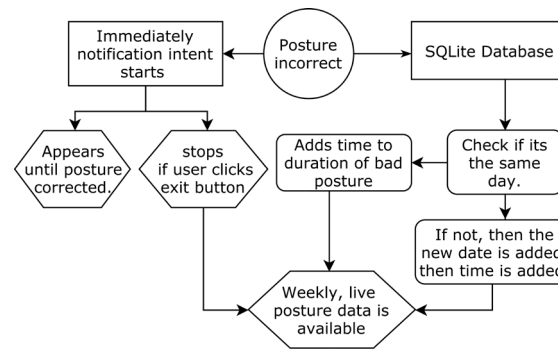 Immediately
notification intent
starts
Posture
incorrect
SQLite Database
Appears
until posture
corrected.
stops
if user clicks
exit button
Adds time to
duration of bad
posture
Check if its
the same
day.
If not, then the
new date is added
then time is added
Weekly, live
posture data is
available